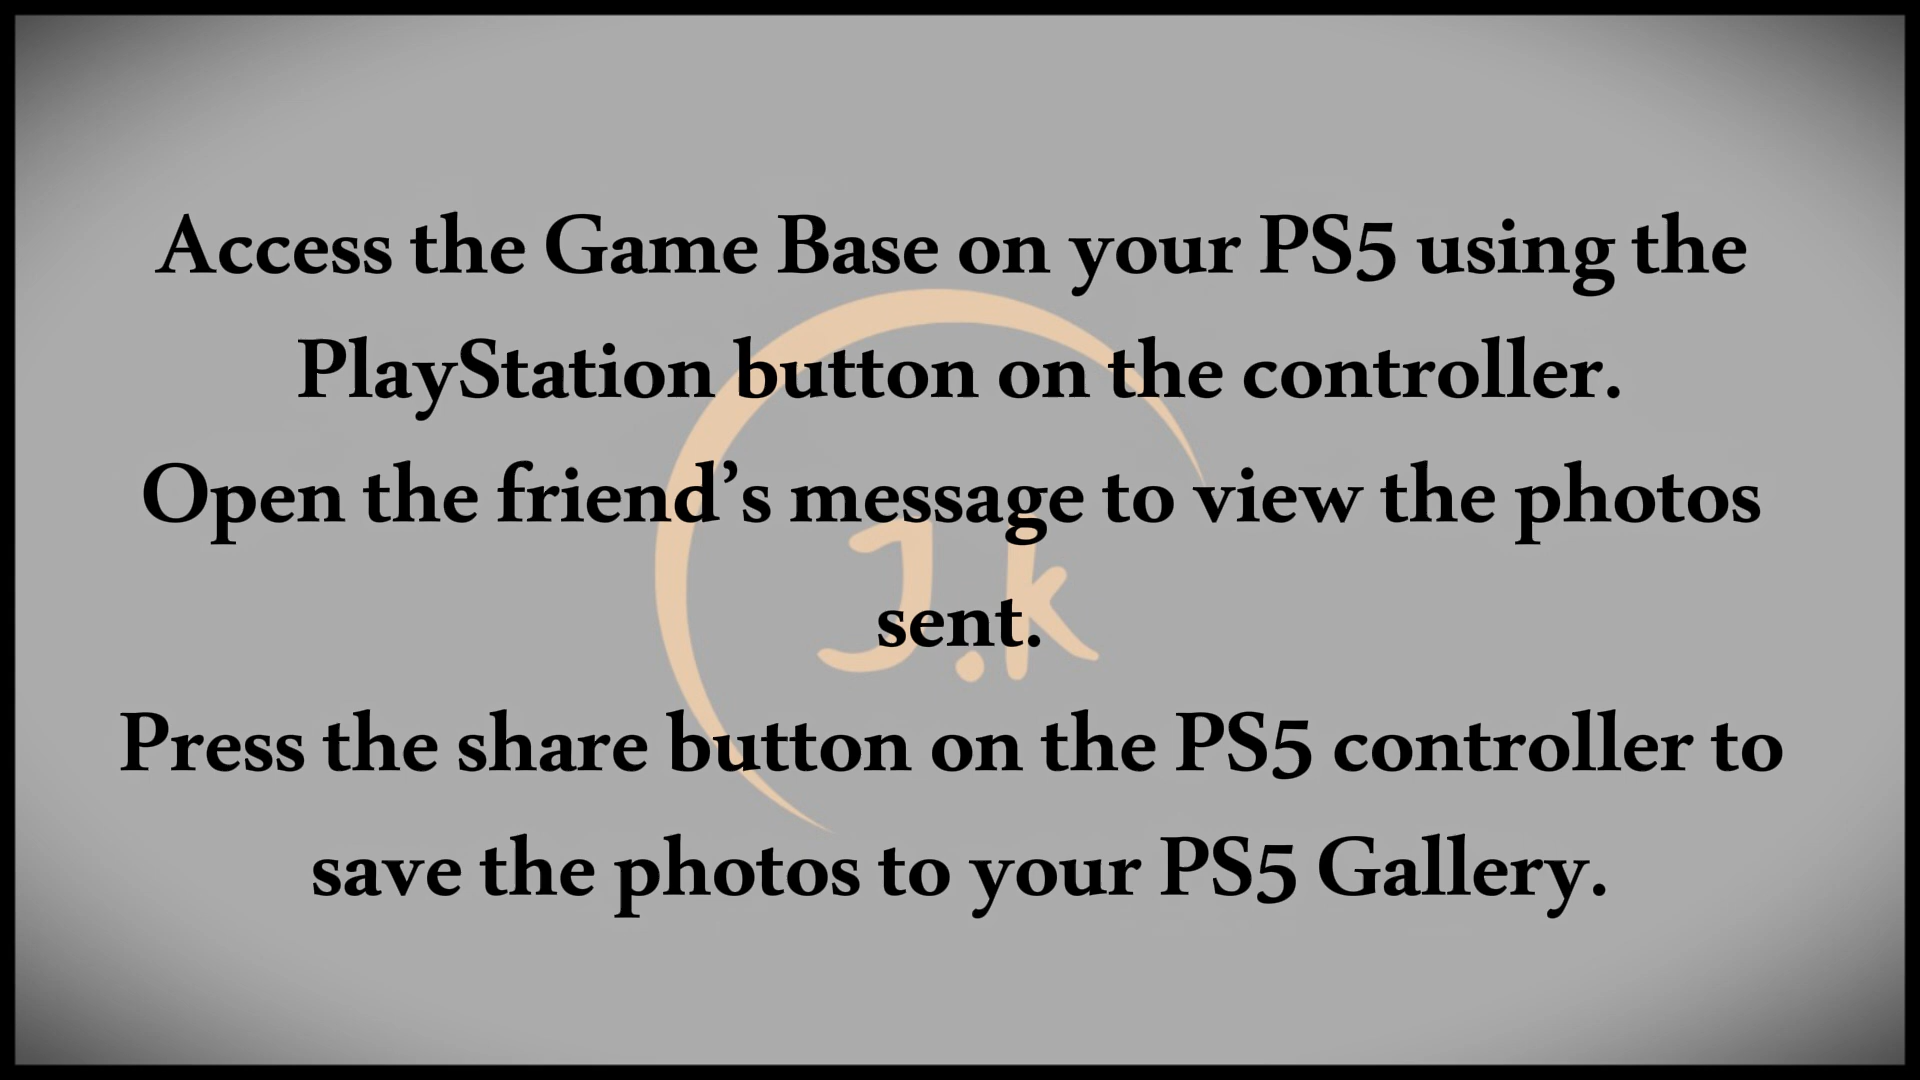 Access the Game Base on your PS5 using the
PlayStation button on the controller.
Open the friend’s message to view the photos
sent.
Press the share button on the PS5 controller to
save the photos to your PS5 Gallery.
J.k